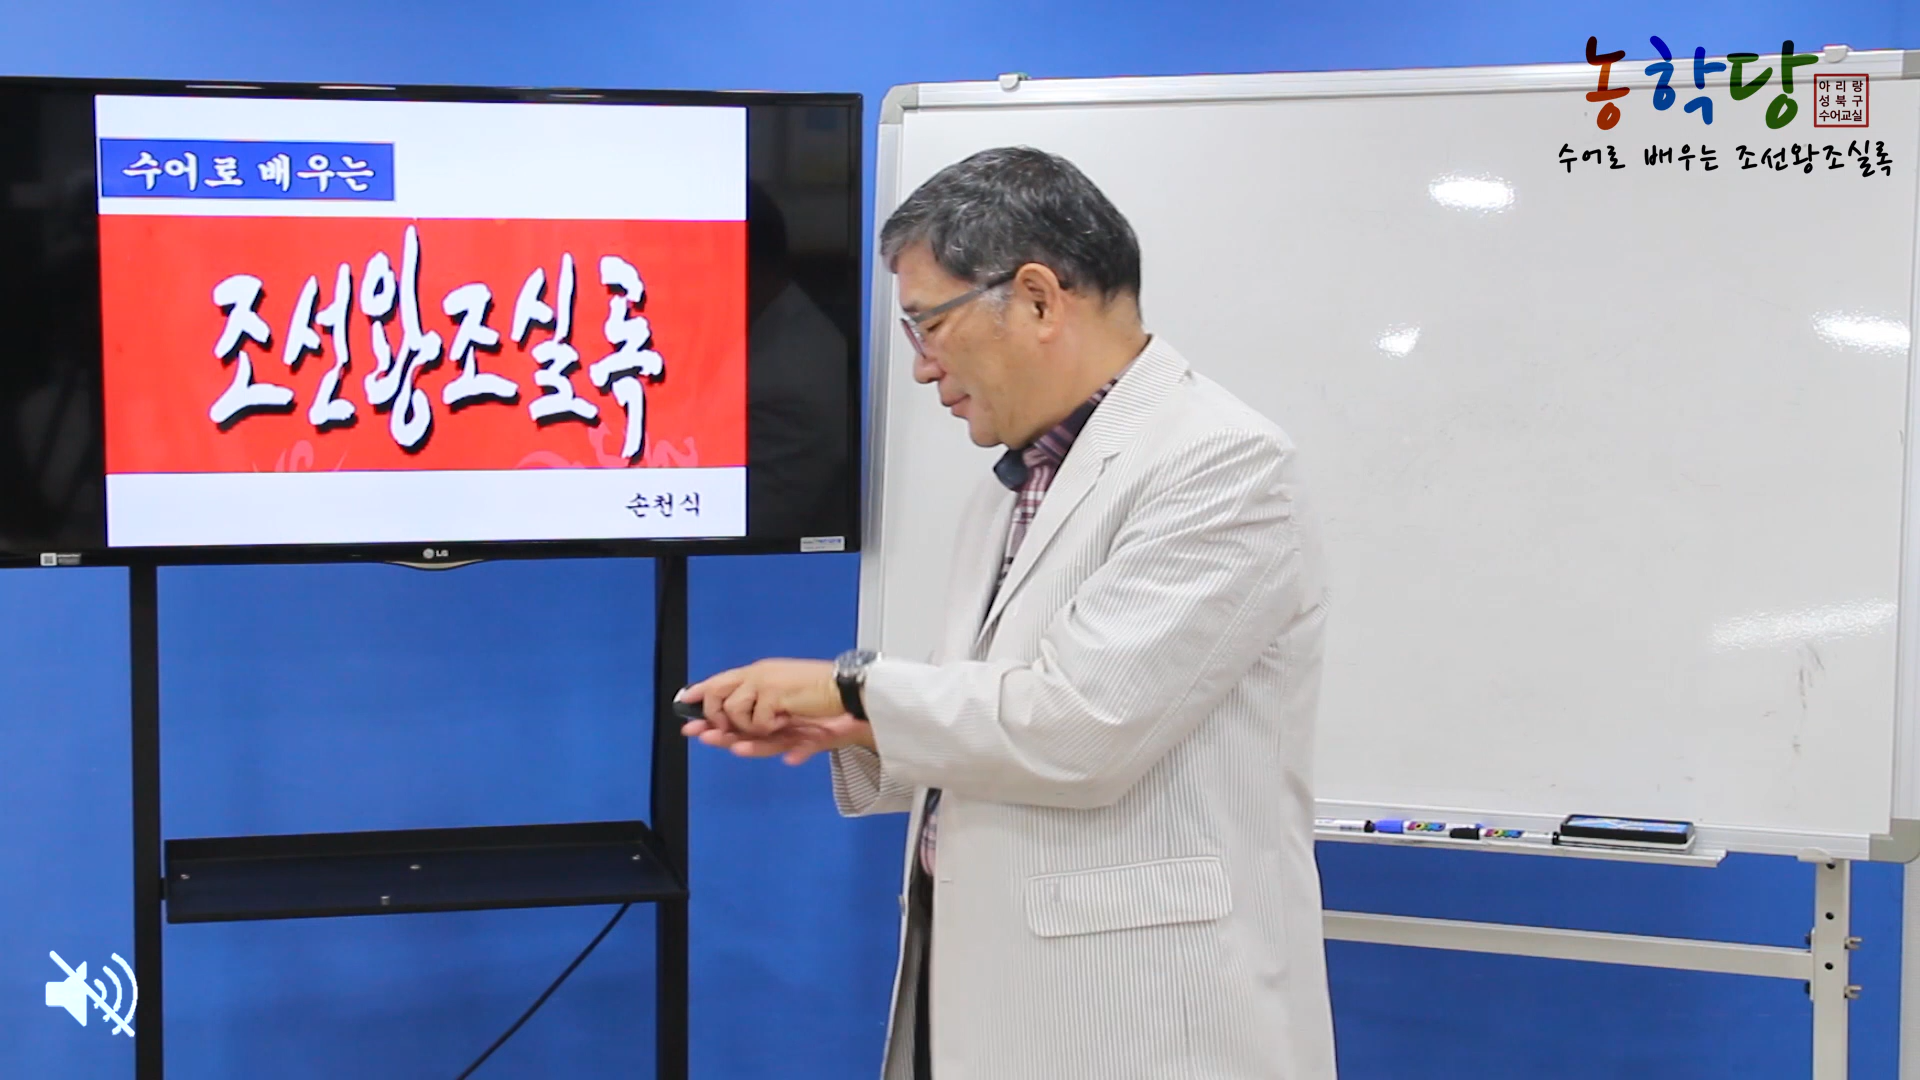 수어로 배우는
조선왕조실록
손천식
LG
농학당
아리랑
성북구
수어교실
수어로 배우는 조선왕조실록